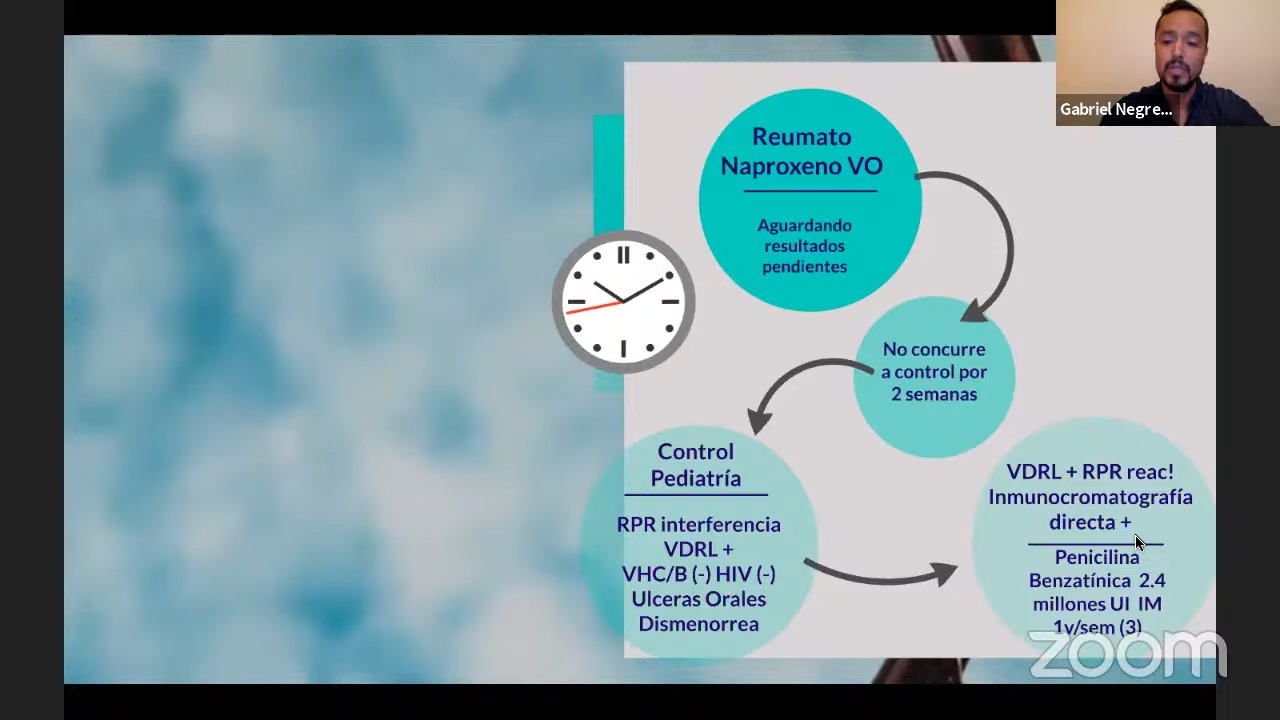 Gabriel Negre...
Reumato
Naproxeno VO
Aguardando
resultados
pendientes
No concurre
a control por
2 semanas
Control
Pediatría
RPR interferencia
VDRL +
VHC/B (-) HIV (-)
Ulceras Orales
Dismenorrea
VDRL + RPR reac!
Inmunocromatografía
directa +
Penicilina
Benzatínica 2.4
millones UI IM
1v/sem (3)
zoom